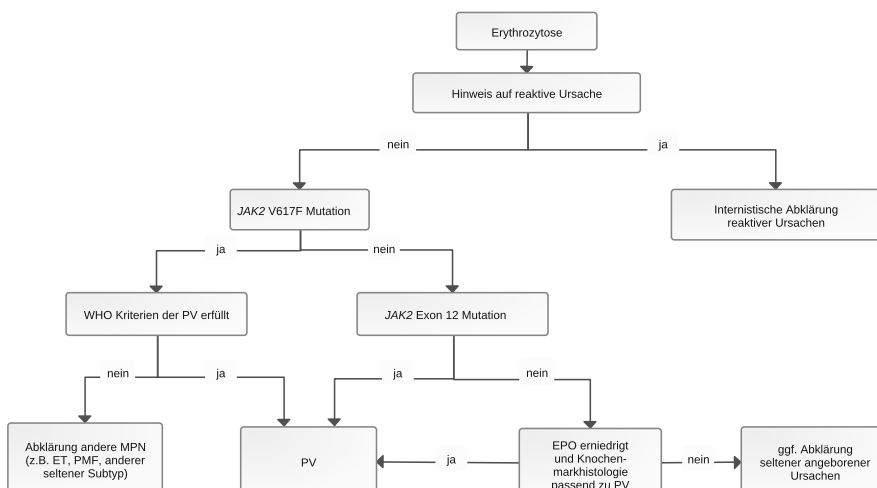 Erythrozytose
Hinweis auf reaktive Ursache
nein
ja
JAK2 V617F Mutation
Internistische Abklärung
reaktiver Ursachen
ja
nein
WHO Kriterien der PV erfüllt
JAK2 Exon 12 Mutation
nein
ja
ja
nein
Abklärung andere MPN
(z.B. ET, PMF, anderer
seltener Subtyp)
PV
ja
EPO erniedrigt
und Knochen-
markhistologie
passend zu PV
nein
ggf. Abklärung
seltener angeborener
Ursachen